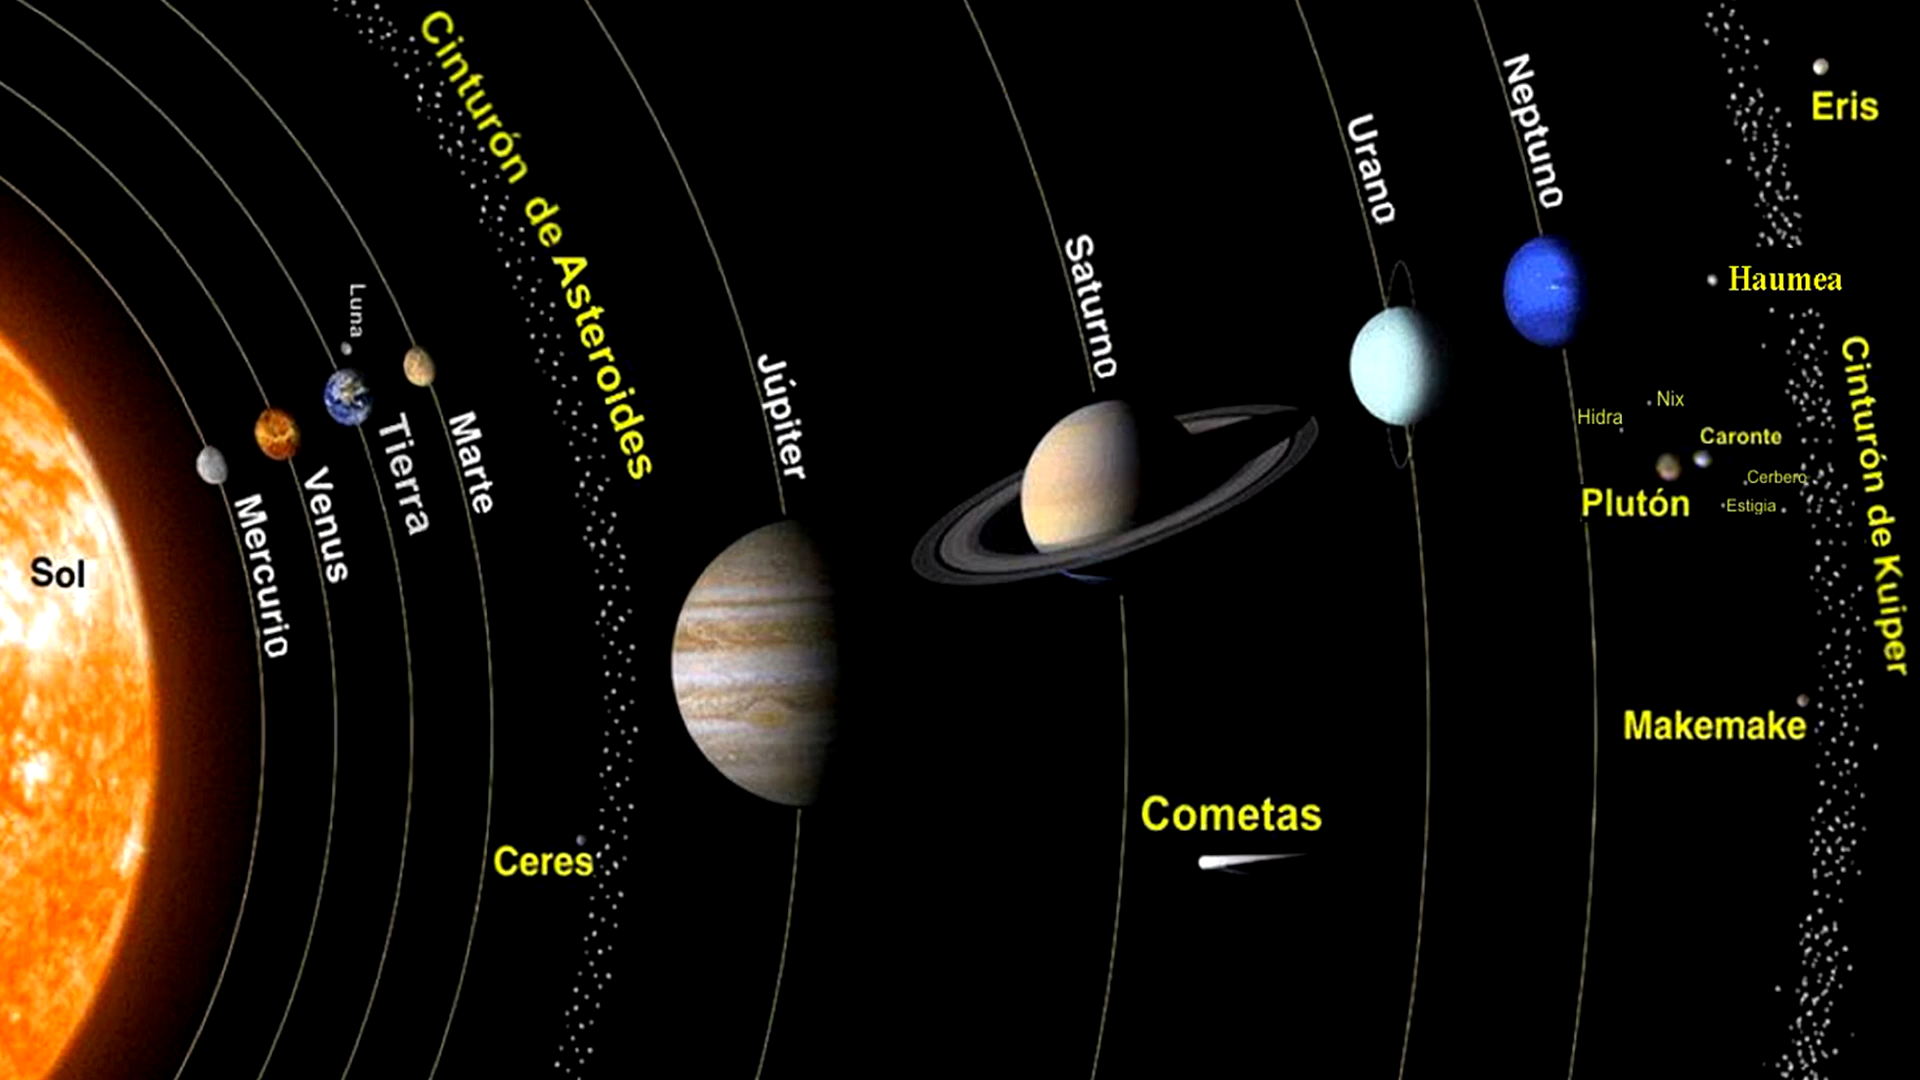 Sol
Mercurio
Venus
Tierra
Luna
Marte
Cinturón de Asteroides
Ceres
Júpiter
Saturno
Cometas
Urano
Neptuno
Eris
Haumea
Nix
Hidra
Caronte
Cerbero
Plutón
Estigia
Makemake
Cinturón de Kuiper